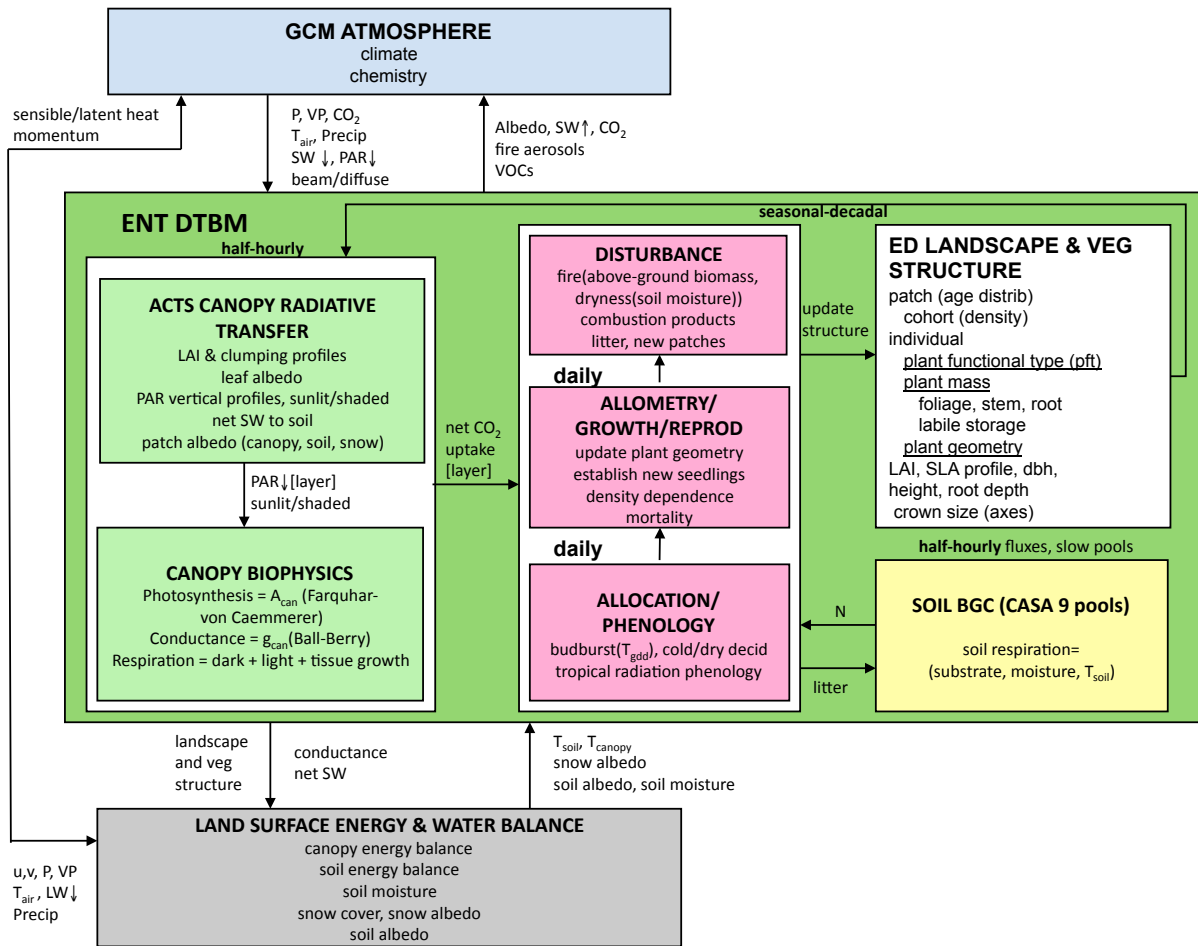 GCM ATMOSPHERE
climate
chemistry
sensible/latent heat
momentum
P, VP, CO₂
T_air, Precip
SW ↓, PAR↓
beam/diffuse
Albedo, SW↑, CO₂
fire aerosols
VOCs
ENT DTBM
seasonal-decadal
half-hourly
ACTS CANOPY RADIATIVE
TRANSFER
LAI & clumping profiles
leaf albedo
PAR vertical profiles, sunlit/shaded
net SW to soil
patch albedo (canopy, soil, snow)
PAR↓[layer]
sunlit/shaded
CANOPY BIOPHYSICS
Photosynthesis = A_can (Farquhar-
von Caemmerer)
Conductance = g_can(Ball-Berry)
Respiration = dark + light + tissue growth
net CO₂
uptake
[layer]
DISTURBANCE
fire(above-ground biomass,
dryness(soil moisture))
combustion products
litter, new patches
daily
ALLOMETRY/
GROWTH/REPROD
update plant geometry
establish new seedlings
density dependence
mortality
daily
ALLOCATION/
PHENOLOGY
budburst(T_gdd), cold/dry decid
tropical radiation phenology
update
structure
ED LANDSCAPE & VEG
STRUCTURE
patch (age distrib)
cohort (density)
individual
plant functional type (pft)
plant mass
foliage, stem, root
labile storage
plant geometry
LAI, SLA profile, dbh,
height, root depth
crown size (axes)
half-hourly fluxes, slow pools
N
litter
SOIL BGC (CASA 9 pools)
soil respiration=
(substrate, moisture, T_soil)
landscape
and veg
structure
conductance
net SW
T_soil, T_canopy
snow albedo
soil albedo, soil moisture
LAND SURFACE ENERGY & WATER BALANCE
canopy energy balance
soil energy balance
soil moisture
snow cover, snow albedo
soil albedo
u,v, P, VP
T_air , LW↓
Precip